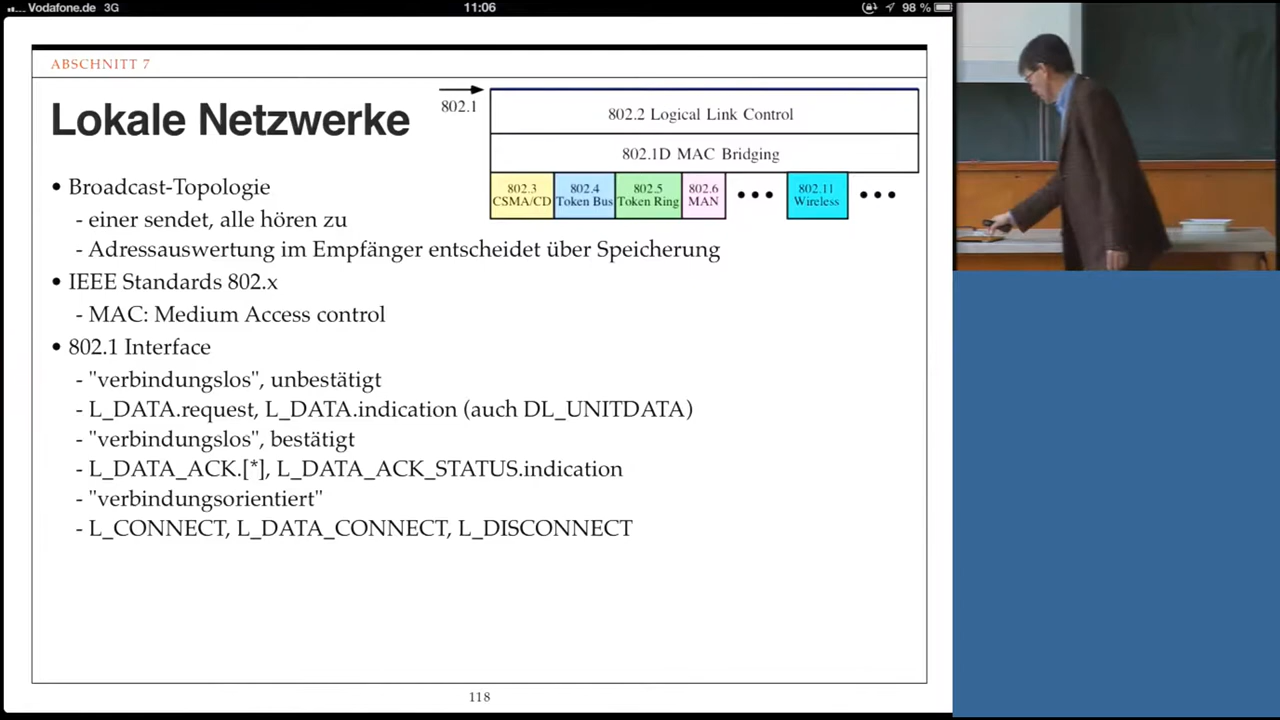 Vodafone.de 3G
11:06
98 %
ABSCHNITT 7
Lokale Netzwerke
802.1
802.2 Logical Link Control
802.1D MAC Bridging
802.3 CSMA/CD
802.4 Token Bus
802.5 Token Ring
802.6 MAN
802.11 Wireless
• Broadcast-Topologie
- einer sendet, alle hören zu
- Adressauswertung im Empfänger entscheidet über Speicherung
• IEEE Standards 802.x
- MAC: Medium Access control
• 802.1 Interface
- "verbindungslos", unbestätigt
- L_DATA.request, L_DATA.indication (auch DL_UNITDATA)
- "verbindungslos", bestätigt
- L_DATA_ACK.[*], L_DATA_ACK_STATUS.indication
- "verbindungsorientiert"
- L_CONNECT, L_DATA_CONNECT, L_DISCONNECT
118